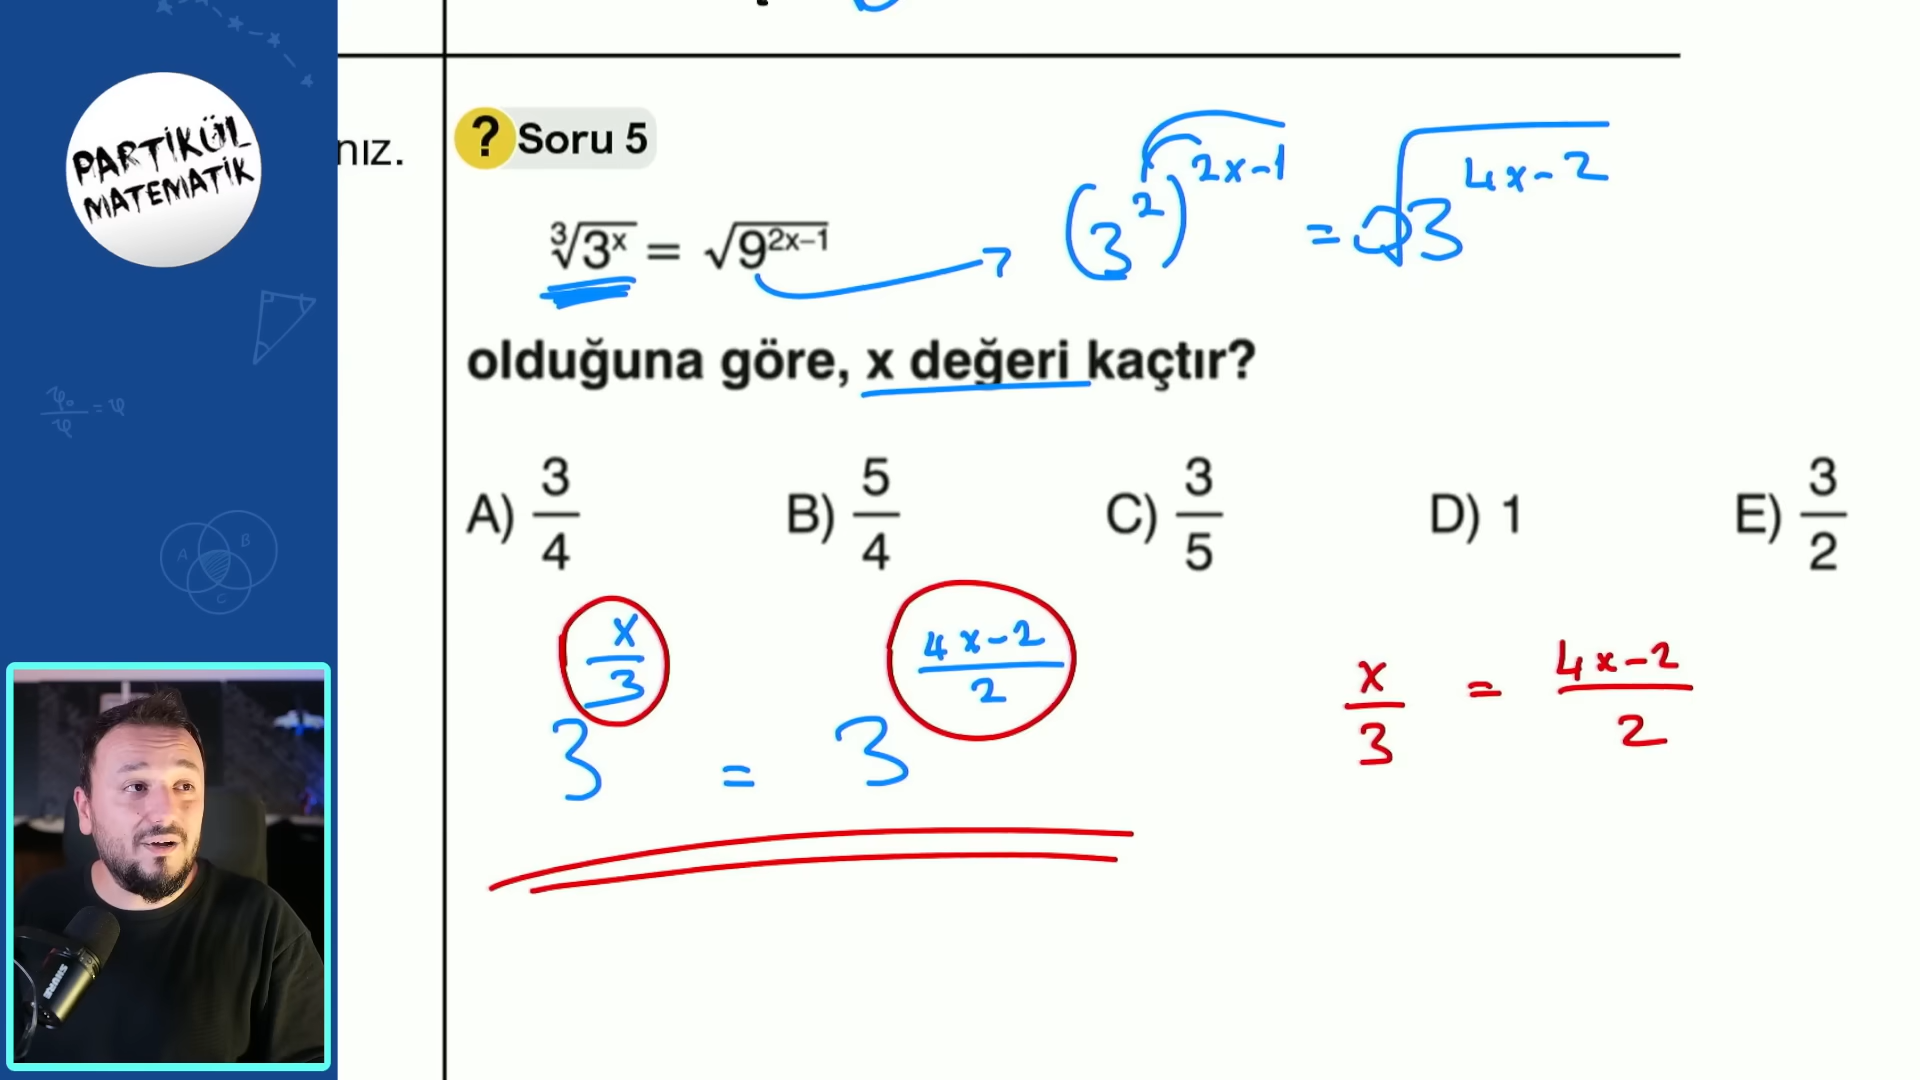 PARTİKÜL
MATEMATİK
nız.
? Soru 5
∛3ˣ = √9²ˣ⁻¹
(3²)²ˣ⁻¹ = √3⁴ˣ⁻²
olduğuna göre, x değeri kaçtır?
A) 3/4 B) 5/4 C) 3/5 D) 1 E) 3/2
3^(x/3) = 3^((4x-2)/2)
x/3 = (4x-2)/2
A B C
SHURE